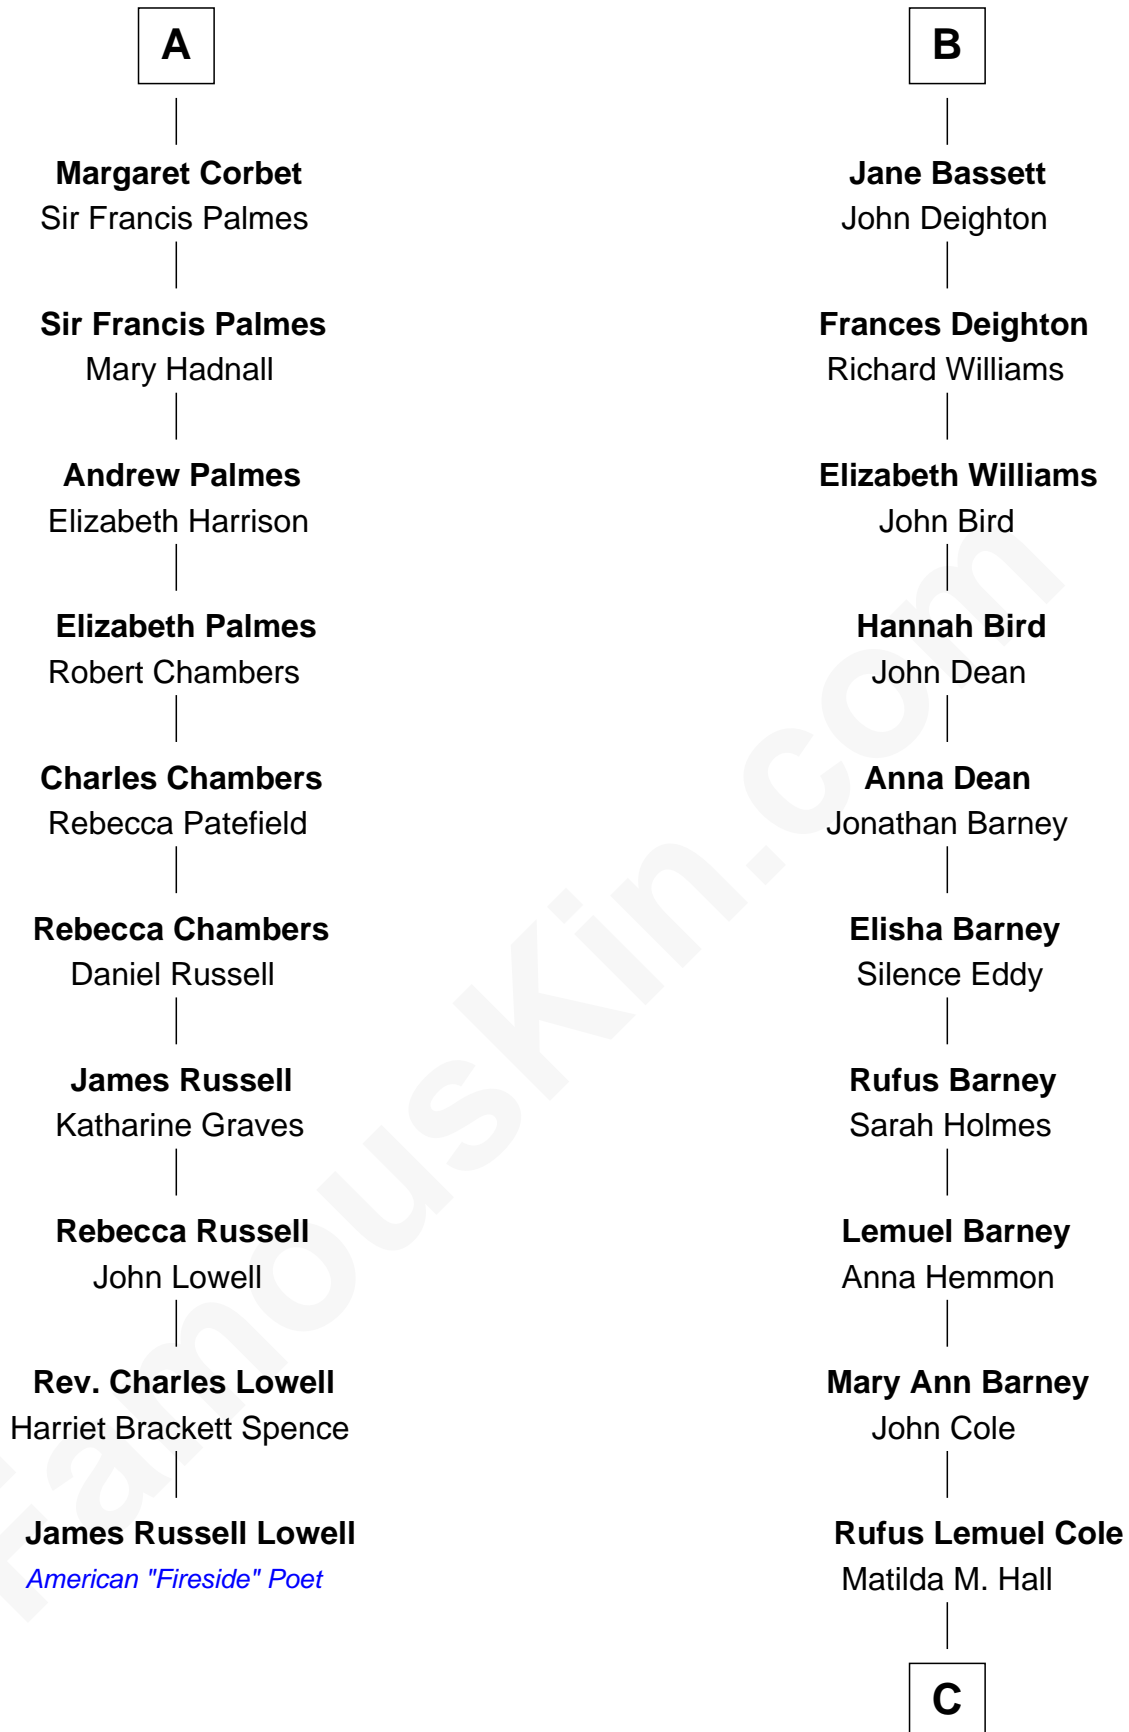 A
Margaret Corbet
Sir Francis Palmes
Sir Francis Palmes
Mary Hadnall
Andrew Palmes
Elizabeth Harrison
Elizabeth Palmes
Robert Chambers
Charles Chambers
Rebecca Patefield
Rebecca Chambers
Daniel Russell
James Russell
Katharine Graves
Rebecca Russell
John Lowell
Rev. Charles Lowell
Harriet Brackett Spence
James Russell Lowell
American "Fireside" Poet
B
Jane Bassett
John Deighton
Frances Deighton
Richard Williams
Elizabeth Williams
John Bird
Hannah Bird
John Dean
Anna Dean
Jonathan Barney
Elisha Barney
Silence Eddy
Rufus Barney
Sarah Holmes
Lemuel Barney
Anna Hemmon
Mary Ann Barney
John Cole
Rufus Lemuel Cole
Matilda M. Hall
C
FamousKin.com